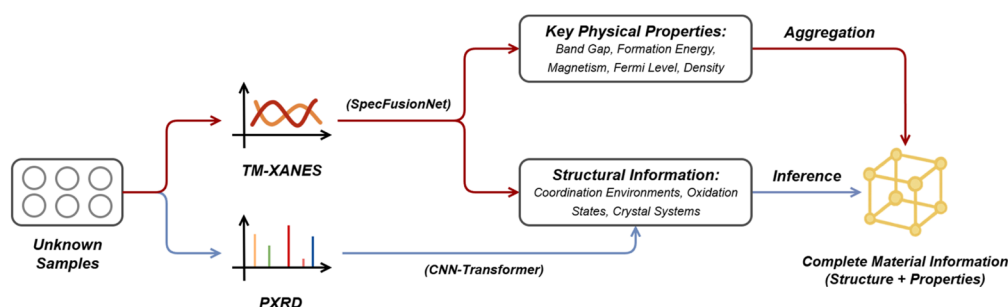 Key Physical Properties:
Band Gap, Formation Energy,
Magnetism, Fermi Level, Density
Aggregation
(SpecFusionNet)
TM-XANES
Structural Information:
Coordination Environments, Oxidation
States, Crystal Systems
Inference
Unknown
Samples
(CNN-Transformer)
PXRD
Complete Material Information
(Structure + Properties)